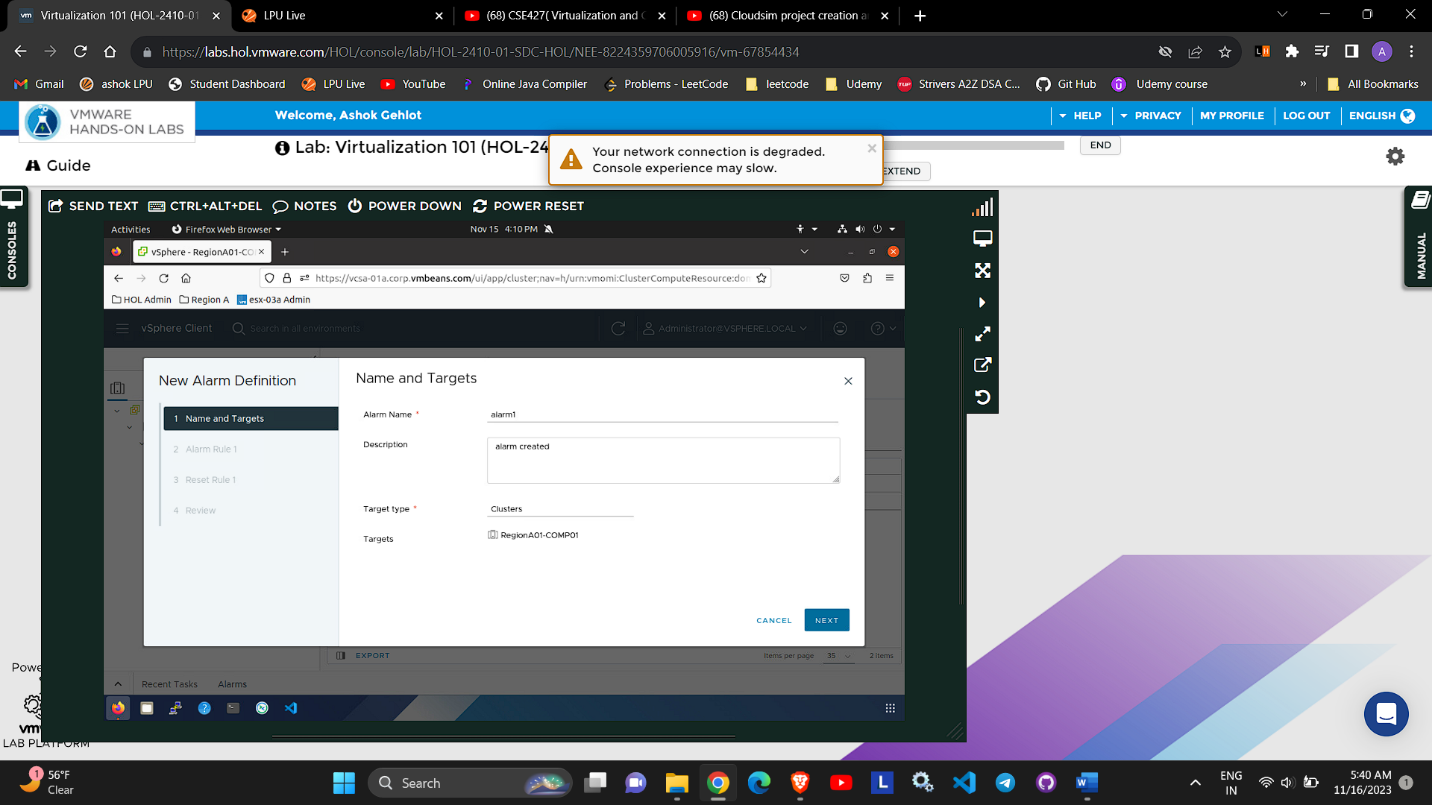 Virtualization 101 (HOL-2410-01
LPU Live
(68) CSE427( Virtualization and C
(68) Cloudsim project creation a
https://labs.hol.vmware.com/HOL/console/lab/HOL-2410-01-SDC-HOL/NEE-8224359706005916/vm-67854434
A
Gmail
ashok LPU
Student Dashboard
LPU Live
YouTube
Online Java Compiler
Problems - LeetCode
leetcode
Udemy
Strivers A2Z DSA C...
Git Hub
Udemy course
»
All Bookmarks
VMWARE
HANDS-ON LABS
Welcome, Ashok Gehlot
HELP
PRIVACY
MY PROFILE
LOG OUT
ENGLISH
Guide
Lab: Virtualization 101 (HOL-24
END
EXTEND
Your network connection is degraded.
Console experience may slow.
CONSOLES
MANUAL
SEND TEXT
CTRL+ALT+DEL
NOTES
POWER DOWN
POWER RESET
Activities
Firefox Web Browser
Nov 15 4:10 PM
vSphere - RegionA01-CO
https://vcsa-01a.corp.vmbeans.com/ui/app/cluster;nav=h/urn:vmomi:ClusterComputeResource:do
HOL Admin
Region A
esx-03a Admin
vSphere Client
Search in all environments
Administrator@VSPHERE.LOCAL
New Alarm Definition
1 Name and Targets
2 Alarm Rule 1
3 Reset Rule 1
4 Review
Name and Targets
Alarm Name *
alarm1
Description
alarm created
Target type *
Clusters
Targets
RegionA01-COMP01
CANCEL
NEXT
EXPORT
Items per page
35
2 items
Recent Tasks
Alarms
Powe
vmw
LAB PLATFORM
1
56°F
Clear
Search
L
ENG
IN
5:40 AM
11/16/2023
1